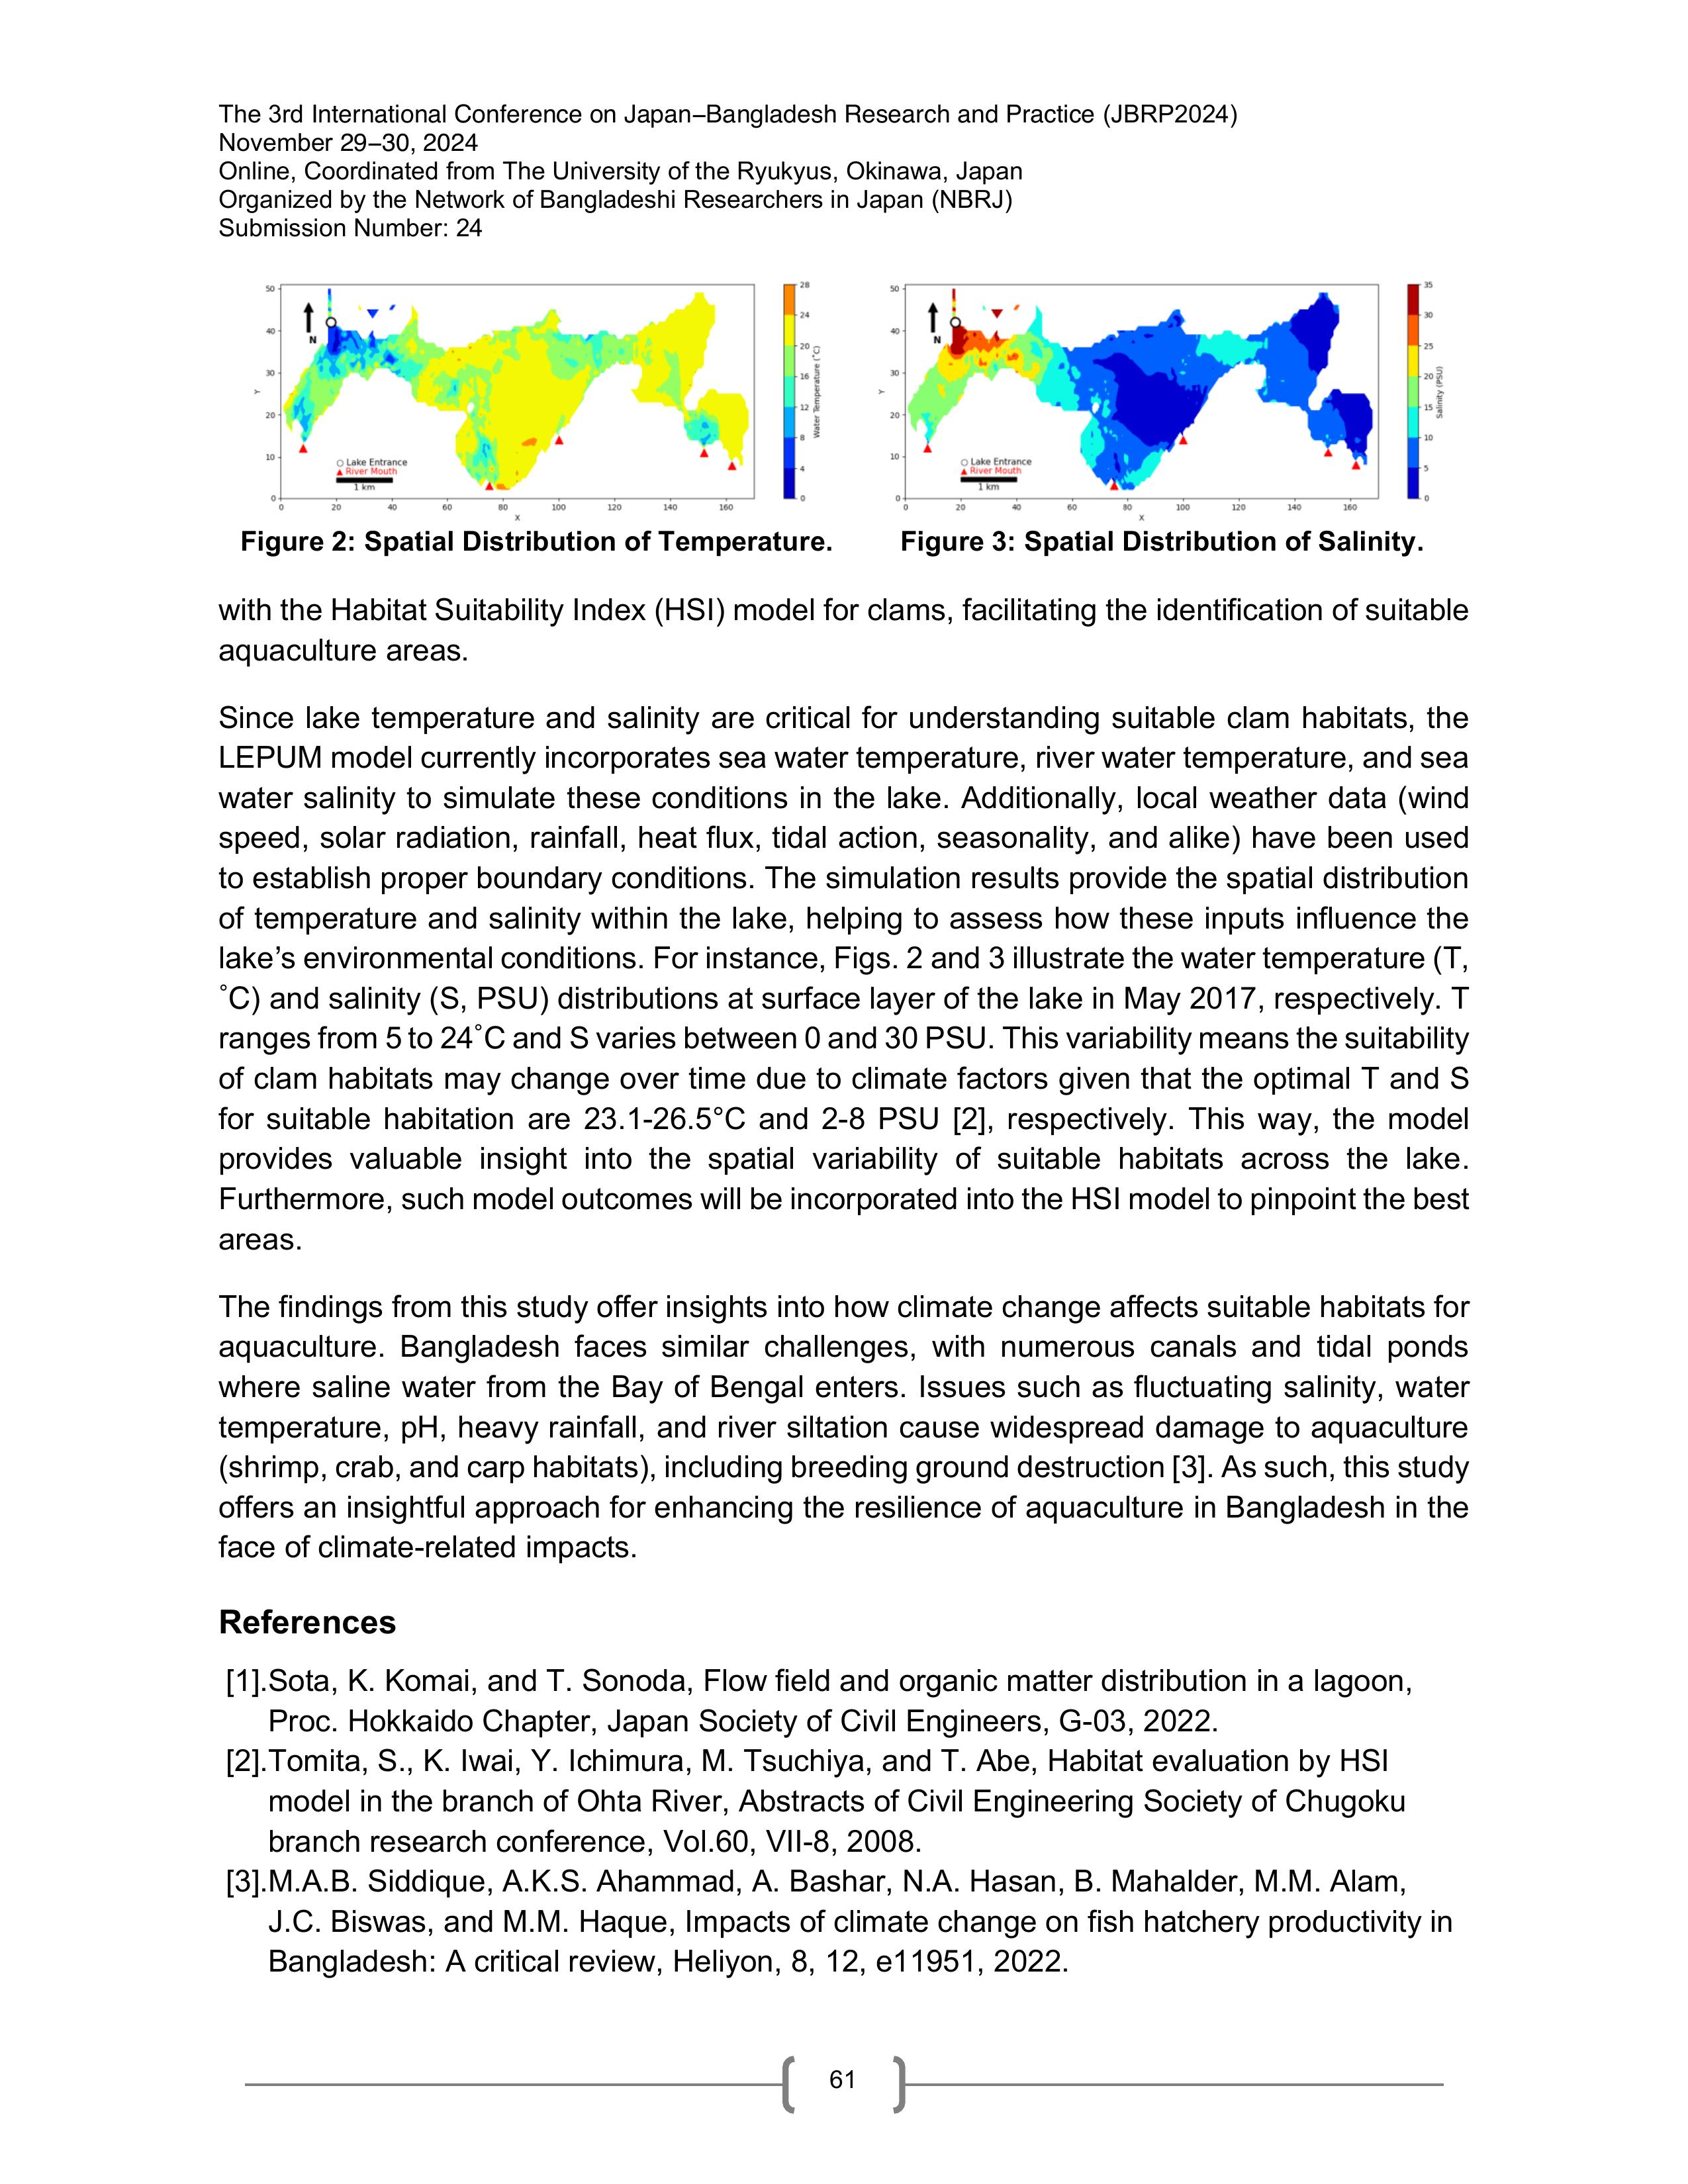 The 3rd International Conference on Japan–Bangladesh Research and Practice (JBRP2024)
November 29–30, 2024
Online, Coordinated from The University of the Ryukyus, Okinawa, Japan
Organized by the Network of Bangladeshi Researchers in Japan (NBRJ)
Submission Number: 24
50
40
30
20
10
0
Y
N
Lake Entrance
River Mouth
1 km
0 20 40 60 80 100 120 140 160
X
28
24
20
16
12
8
4
0
Water Temperature (˚C)
50
40
30
20
10
0
Y
N
Lake Entrance
River Mouth
1 km
0 20 40 60 80 100 120 140 160
X
35
30
25
20
15
10
5
0
Salinity (PSU)
Figure 2: Spatial Distribution of Temperature.
Figure 3: Spatial Distribution of Salinity.
with the Habitat Suitability Index (HSI) model for clams, facilitating the identification of suitable
aquaculture areas.
Since lake temperature and salinity are critical for understanding suitable clam habitats, the
LEPUM model currently incorporates sea water temperature, river water temperature, and sea
water salinity to simulate these conditions in the lake. Additionally, local weather data (wind
speed, solar radiation, rainfall, heat flux, tidal action, seasonality, and alike) have been used
to establish proper boundary conditions. The simulation results provide the spatial distribution
of temperature and salinity within the lake, helping to assess how these inputs influence the
lake’s environmental conditions. For instance, Figs. 2 and 3 illustrate the water temperature (T,
˚C) and salinity (S, PSU) distributions at surface layer of the lake in May 2017, respectively. T
ranges from 5 to 24˚C and S varies between 0 and 30 PSU. This variability means the suitability
of clam habitats may change over time due to climate factors given that the optimal T and S
for suitable habitation are 23.1-26.5°C and 2-8 PSU [2], respectively. This way, the model
provides valuable insight into the spatial variability of suitable habitats across the lake.
Furthermore, such model outcomes will be incorporated into the HSI model to pinpoint the best
areas.
The findings from this study offer insights into how climate change affects suitable habitats for
aquaculture. Bangladesh faces similar challenges, with numerous canals and tidal ponds
where saline water from the Bay of Bengal enters. Issues such as fluctuating salinity, water
temperature, pH, heavy rainfall, and river siltation cause widespread damage to aquaculture
(shrimp, crab, and carp habitats), including breeding ground destruction [3]. As such, this study
offers an insightful approach for enhancing the resilience of aquaculture in Bangladesh in the
face of climate-related impacts.
References
[1].Sota, K. Komai, and T. Sonoda, Flow field and organic matter distribution in a lagoon,
Proc. Hokkaido Chapter, Japan Society of Civil Engineers, G-03, 2022.
[2].Tomita, S., K. Iwai, Y. Ichimura, M. Tsuchiya, and T. Abe, Habitat evaluation by HSI
model in the branch of Ohta River, Abstracts of Civil Engineering Society of Chugoku
branch research conference, Vol.60, VII-8, 2008.
[3].M.A.B. Siddique, A.K.S. Ahammad, A. Bashar, N.A. Hasan, B. Mahalder, M.M. Alam,
J.C. Biswas, and M.M. Haque, Impacts of climate change on fish hatchery productivity in
Bangladesh: A critical review, Heliyon, 8, 12, e11951, 2022.
61